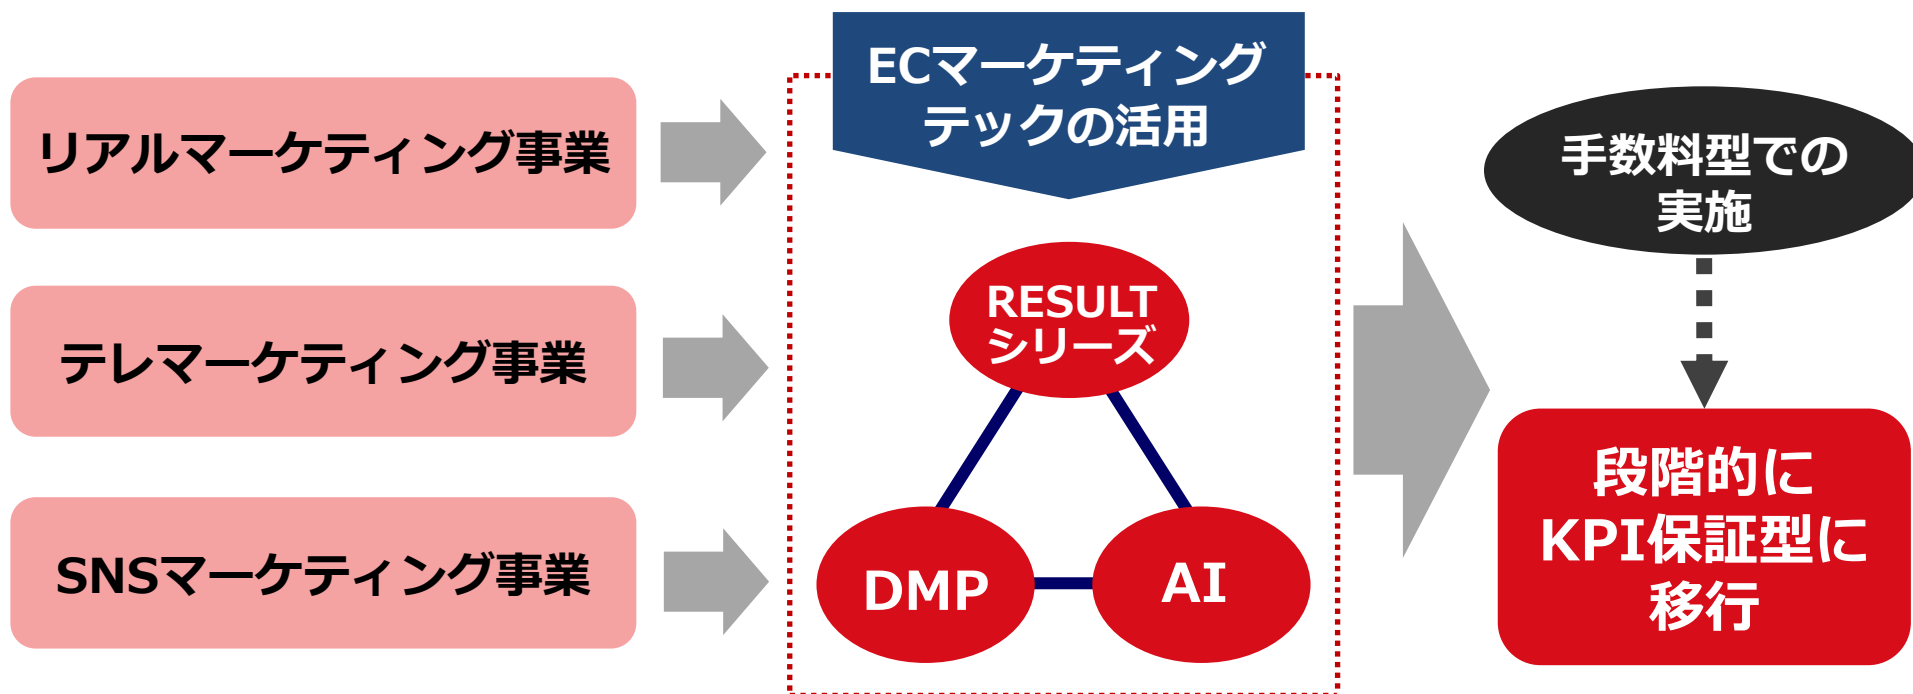 リアルマーケティング事業
テレマーケティング事業
SNSマーケティング事業
ECマーケティング
テックの活用
RESULT
シリーズ
DMP
AI
手数料型での
実施
段階的に
KPI保証型に
移行